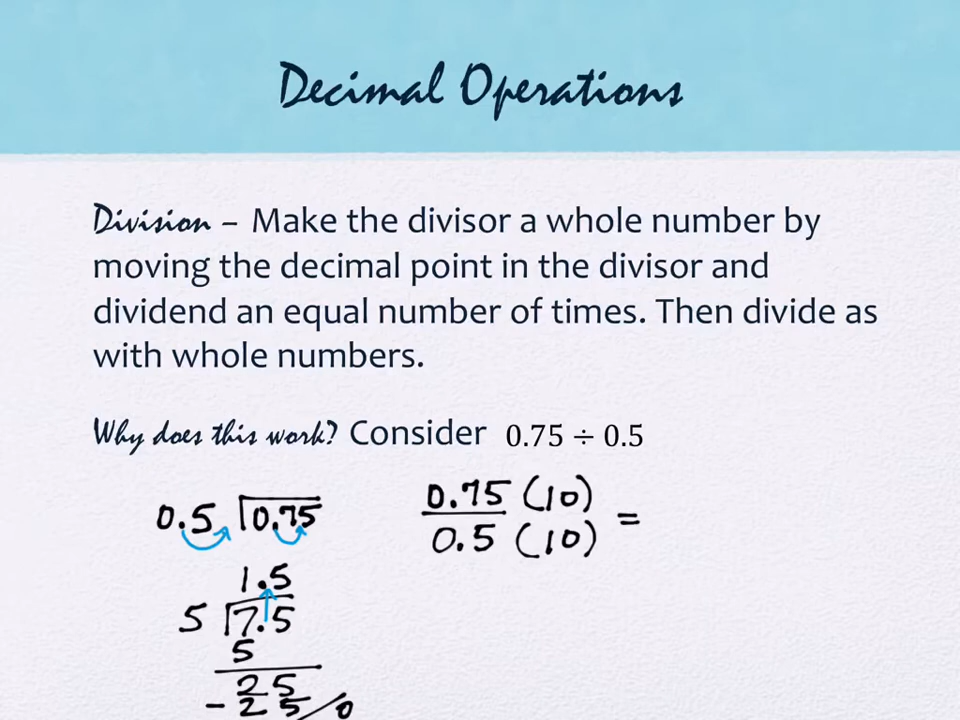 Decimal Operations
Division – Make the divisor a whole number by
moving the decimal point in the divisor and
dividend an equal number of times. Then divide as
with whole numbers.
Why does this work? Consider 0.75 ÷ 0.5
0.5 0.75
1.5
5 7.5
5
25
- 25 0
0.75 (10)
0.5 (10) =